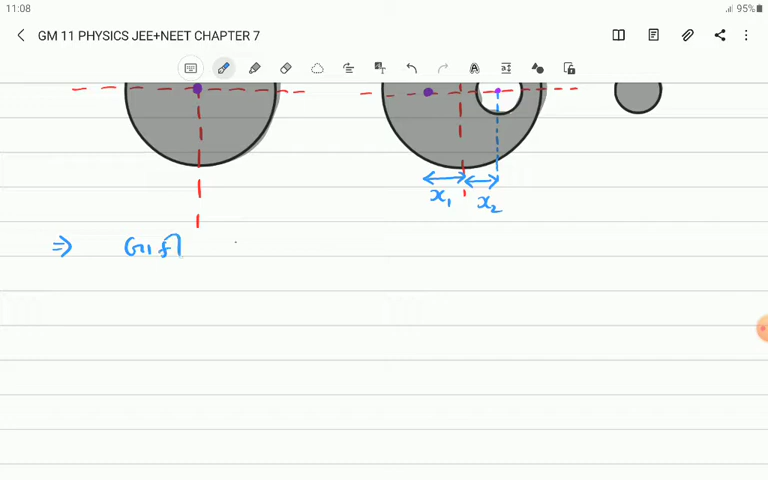 11:08
95%
GM 11 PHYSICS JEE+NEET CHAPTER 7
x₁ x₂
⇒